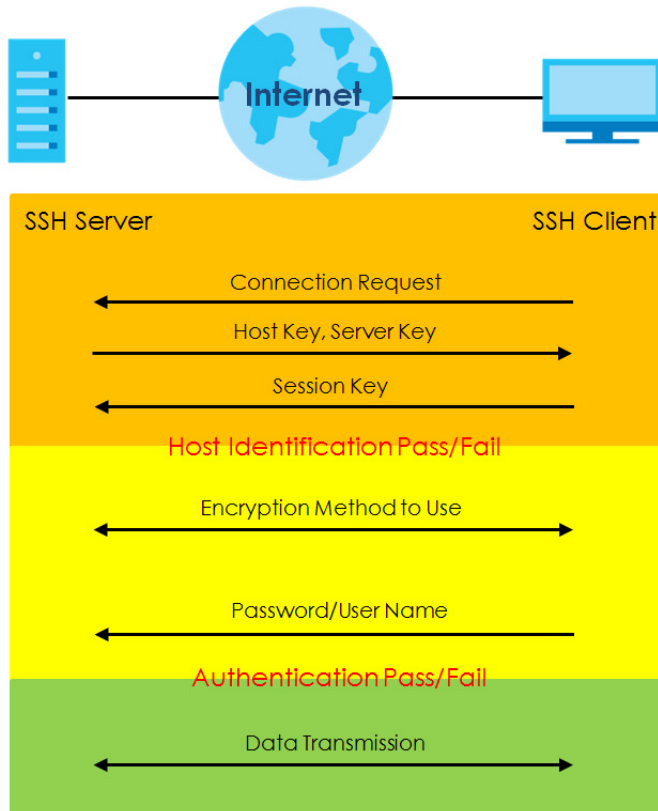 Internet
SSH Server
SSH Client
Connection Request
Host Key, Server Key
Session Key
Host Identification Pass/Fail
Encryption Method to Use
Password/User Name
Authentication Pass/Fail
Data Transmission